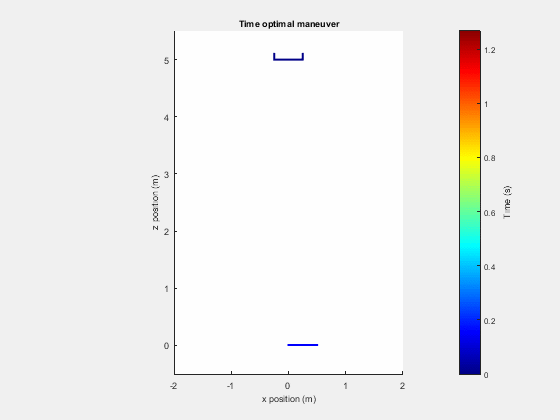 Time optimal maneuver
5
4
3
2
1
0
z position (m)
-2 -1 0 1 2
x position (m)
1.2
1
0.8
0.6
0.4
0.2
0
Time (s)